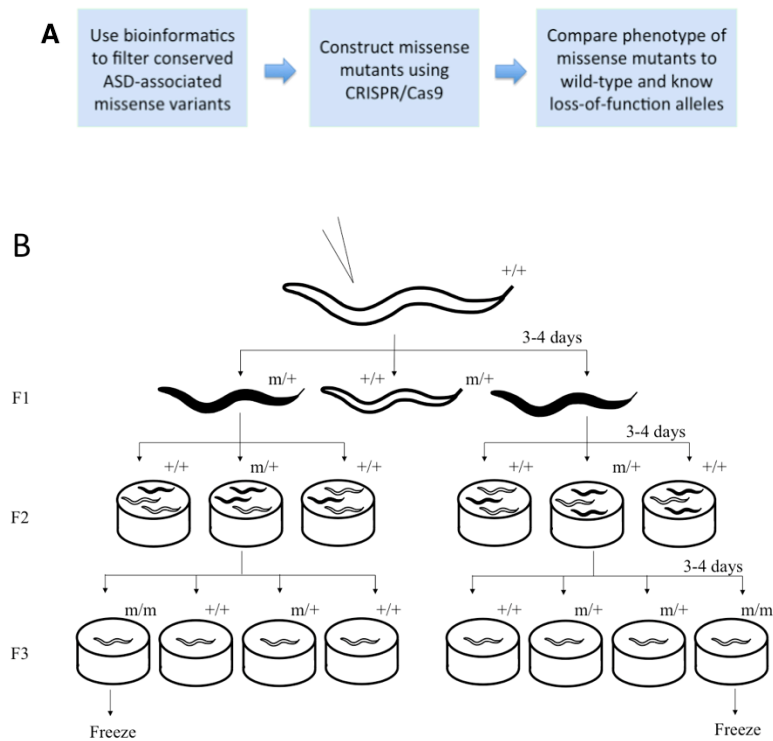 A
Use bioinformatics
to filter conserved
ASD-associated
missense variants
Construct missense
mutants using
CRISPR/Cas9
Compare phenotype of
missense mutants to
wild-type and know
loss-of-function alleles
B
+/+
3-4 days
F1
m/+
+/+
m/+
3-4 days
F2
+/+
m/+
+/+
+/+
m/+
+/+
3-4 days
F3
m/m
+/+
m/+
+/+
+/+
m/+
m/+
m/m
Freeze
Freeze